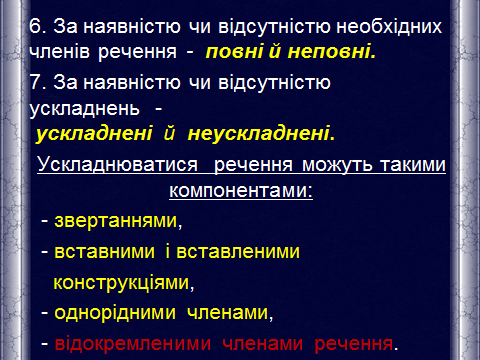 6. За наявністю чи відсутністю необхідних
членів речення - повні й неповні.
7. За наявністю чи відсутністю
ускладнень -
ускладнені й неускладнені.
Ускладнюватися речення можуть такими
компонентами:
- звертаннями,
- вставними і вставленими
конструкціями,
- однорідними членами,
- відокремленими членами речення.